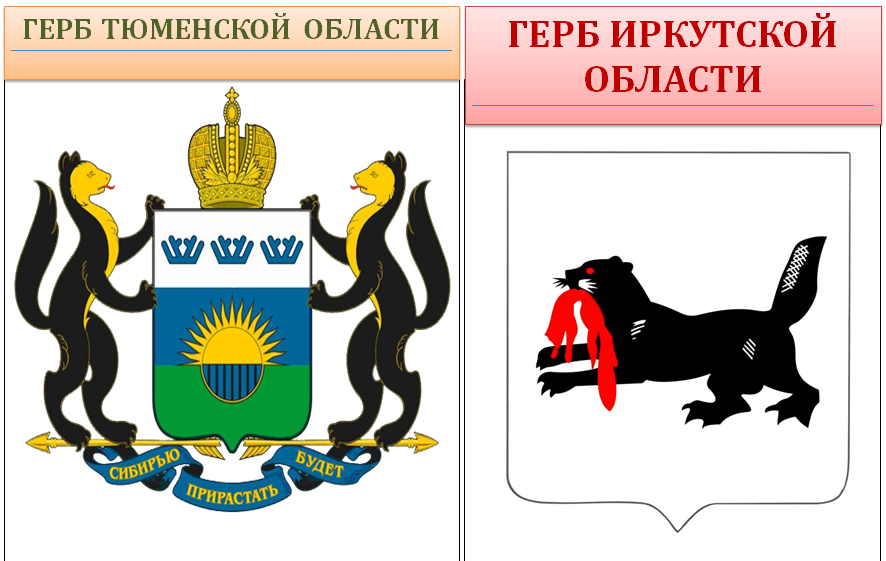 ГЕРБ ТЮМЕНСКОЙ ОБЛАСТИ
ГЕРБ ИРКУТСКОЙ
ОБЛАСТИ
СИБИРЬЮ
ПРИРАСТАТЬ
БУДЕТ